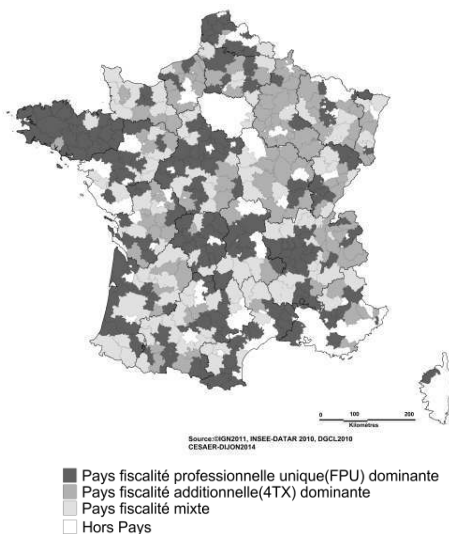 0 100 200
Kilométres
Source:©IGN2011, INSEE-DATAR 2010, DGCL2010
CESAER-DIJON2014
Pays fiscalité professionnelle unique(FPU) dominante
Pays fiscalité additionnelle(4TX) dominante
Pays fiscalité mixte
Hors Pays